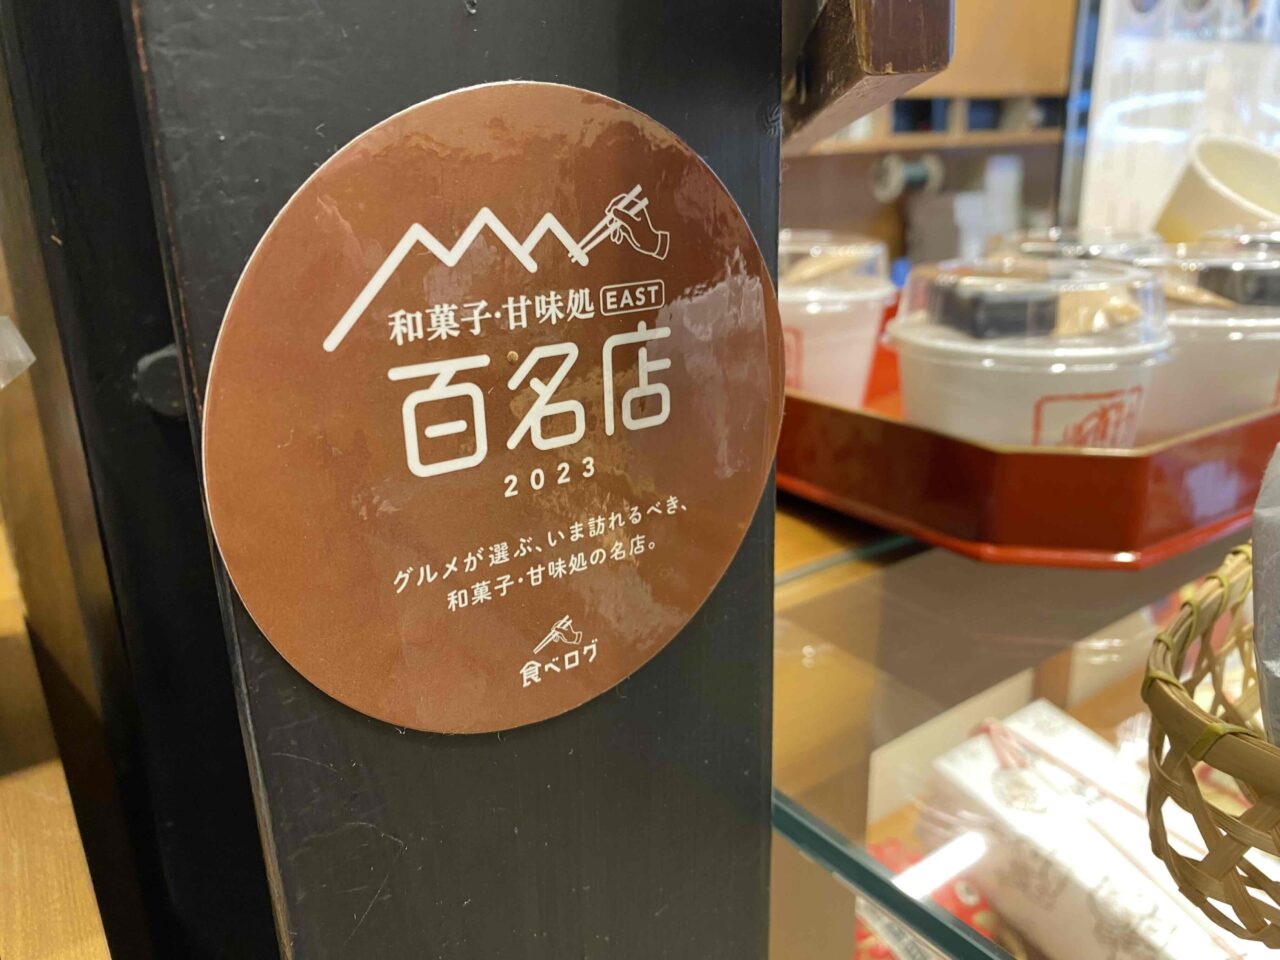 和菓子・甘味処 EAST
百名店
2023
グルメが選ぶ、いま訪れるべき、
和菓子・甘味処の名店。
食べログ